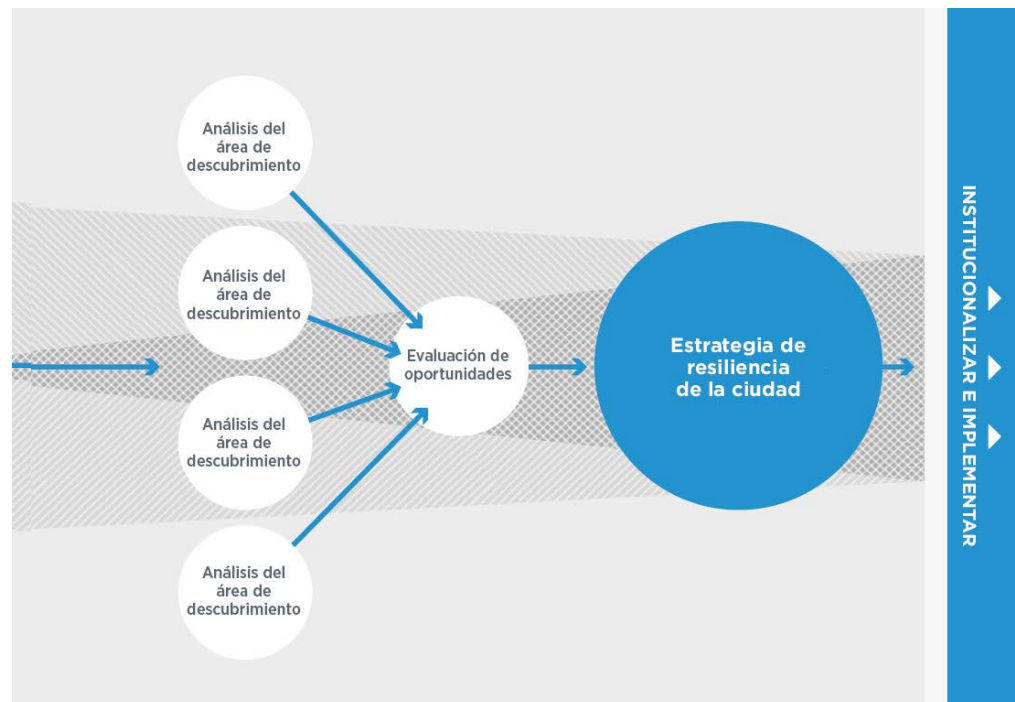 Análisis del
área de
descubrimiento
Análisis del
área de
descubrimiento
Análisis del
área de
descubrimiento
Análisis del
área de
descubrimiento
Evaluación de
oportunidades
Estrategia de
resiliencia
de la ciudad
INSTITUCIONALIZAR E IMPLEMENTAR